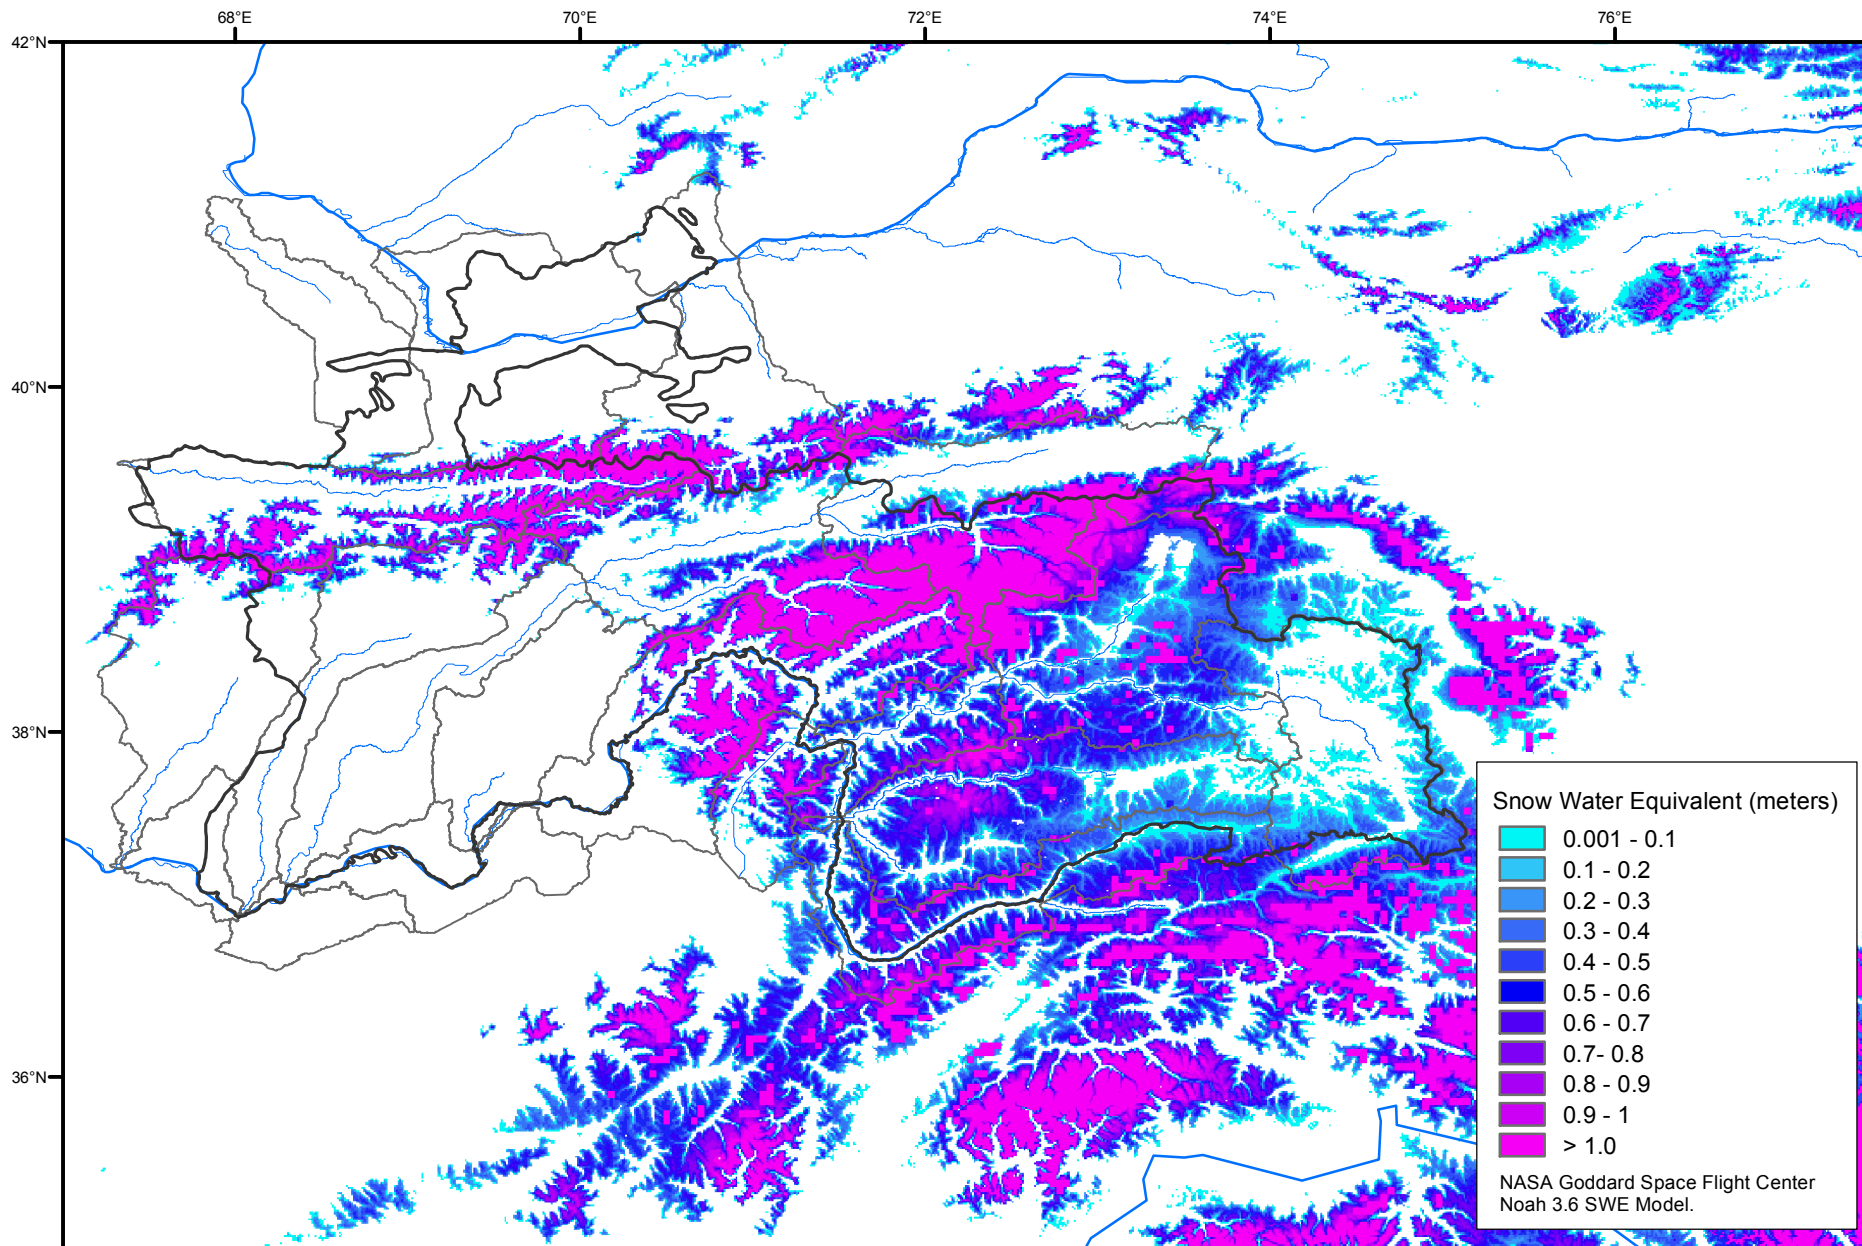 68°E
70°E
72°E
74°E
76°E
42°N
40°N
38°N
36°N
Snow Water Equivalent (meters)
0.001 - 0.1
0.1 - 0.2
0.2 - 0.3
0.3 - 0.4
0.4 - 0.5
0.5 - 0.6
0.6 - 0.7
0.7- 0.8
0.8 - 0.9
0.9 - 1
> 1.0
NASA Goddard Space Flight Center
Noah 3.6 SWE Model.